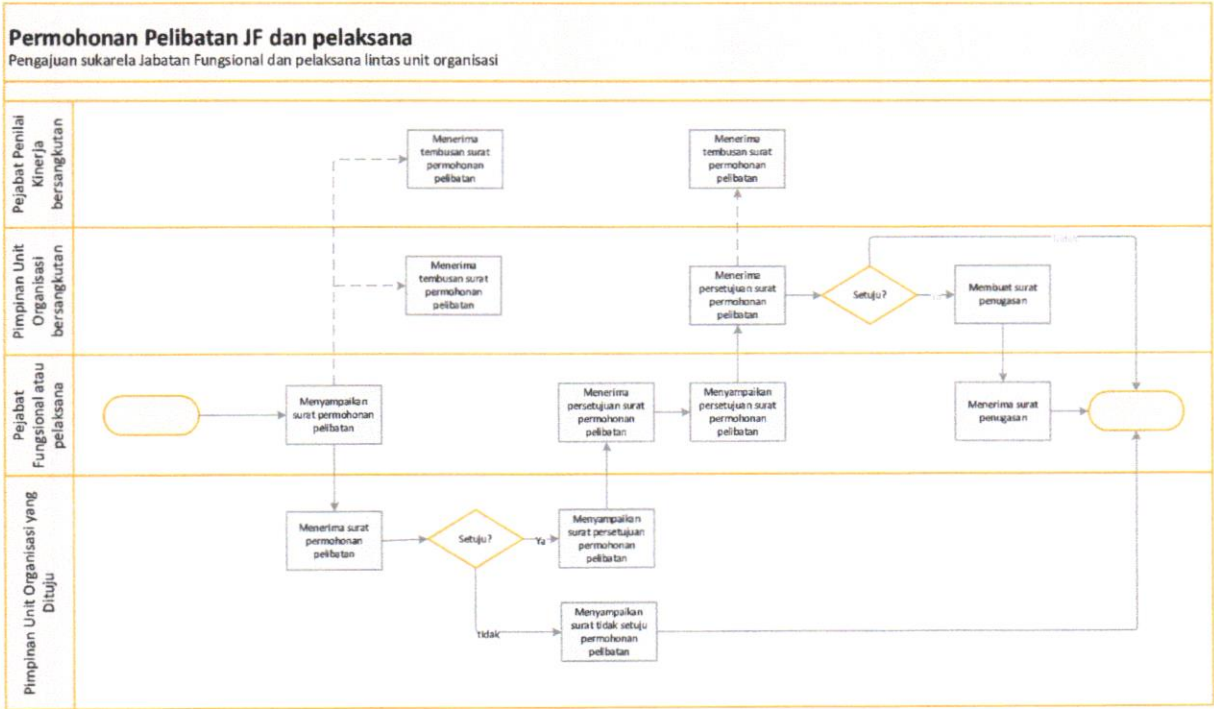 Permohonan Pelibatan JF dan pelaksana
Pengajuan sukarela Jabatan Fungsional dan pelaksana lintas unit organisasi
Pejabat Penilai
Kinerja
bersangkutan
Menerima
tembusan surat
permohonan
pelibatan
Menerima
tembusan surat
permohonan
pelibatan
Pimpinan Unit
Organisasi
bersangkutan
Menerima
tembusan surat
permohonan
pelibatan
Menerima
persetujuan surat
permohonan
pelibatan
Setuju?
Membuat surat
penugasan
Pejabat
Fungsional atau
pelaksana
Menyampaikan
surat permohonan
pelibatan
Menerima
persetujuan surat
permohonan
pelibatan
Menyampaikan
persetujuan surat
permohonan
pelibatan
Menerima surat
penugasan
Pimpinan Unit Organisasi yang
Dituju
Menerima surat
permohonan
pelibatan
Setuju?
Ya
Menyampaikan
surat persetujuan
permohonan
pelibatan
tidak
Menyampaikan
surat tidak setuju
permohonan
pelibatan